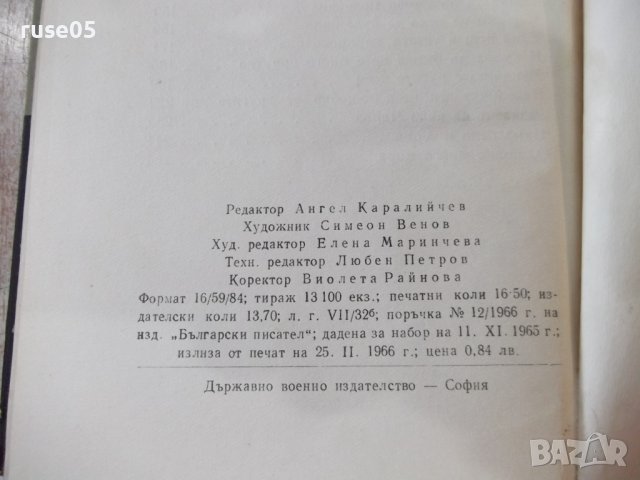 ruse05
Редактор Ангел Каралийчев
Художник Симеон Венов
Худ. редактор Елена Маринчева
Техн. редактор Любен Петров
Коректор Виолета Райнова
Формат 16/59/84; тираж 13 100 екз.; печатни коли 16·50; из-
дателски коли 13,70; л. г. VII/32б; поръчка № 12/1966 г. на
изд. „Български писател“; дадена за набор на 11. XI. 1965 г.;
излиза от печат на 25. II. 1966 г.; цена 0,84 лв.
Държавно военно издателство — София
BAZAR